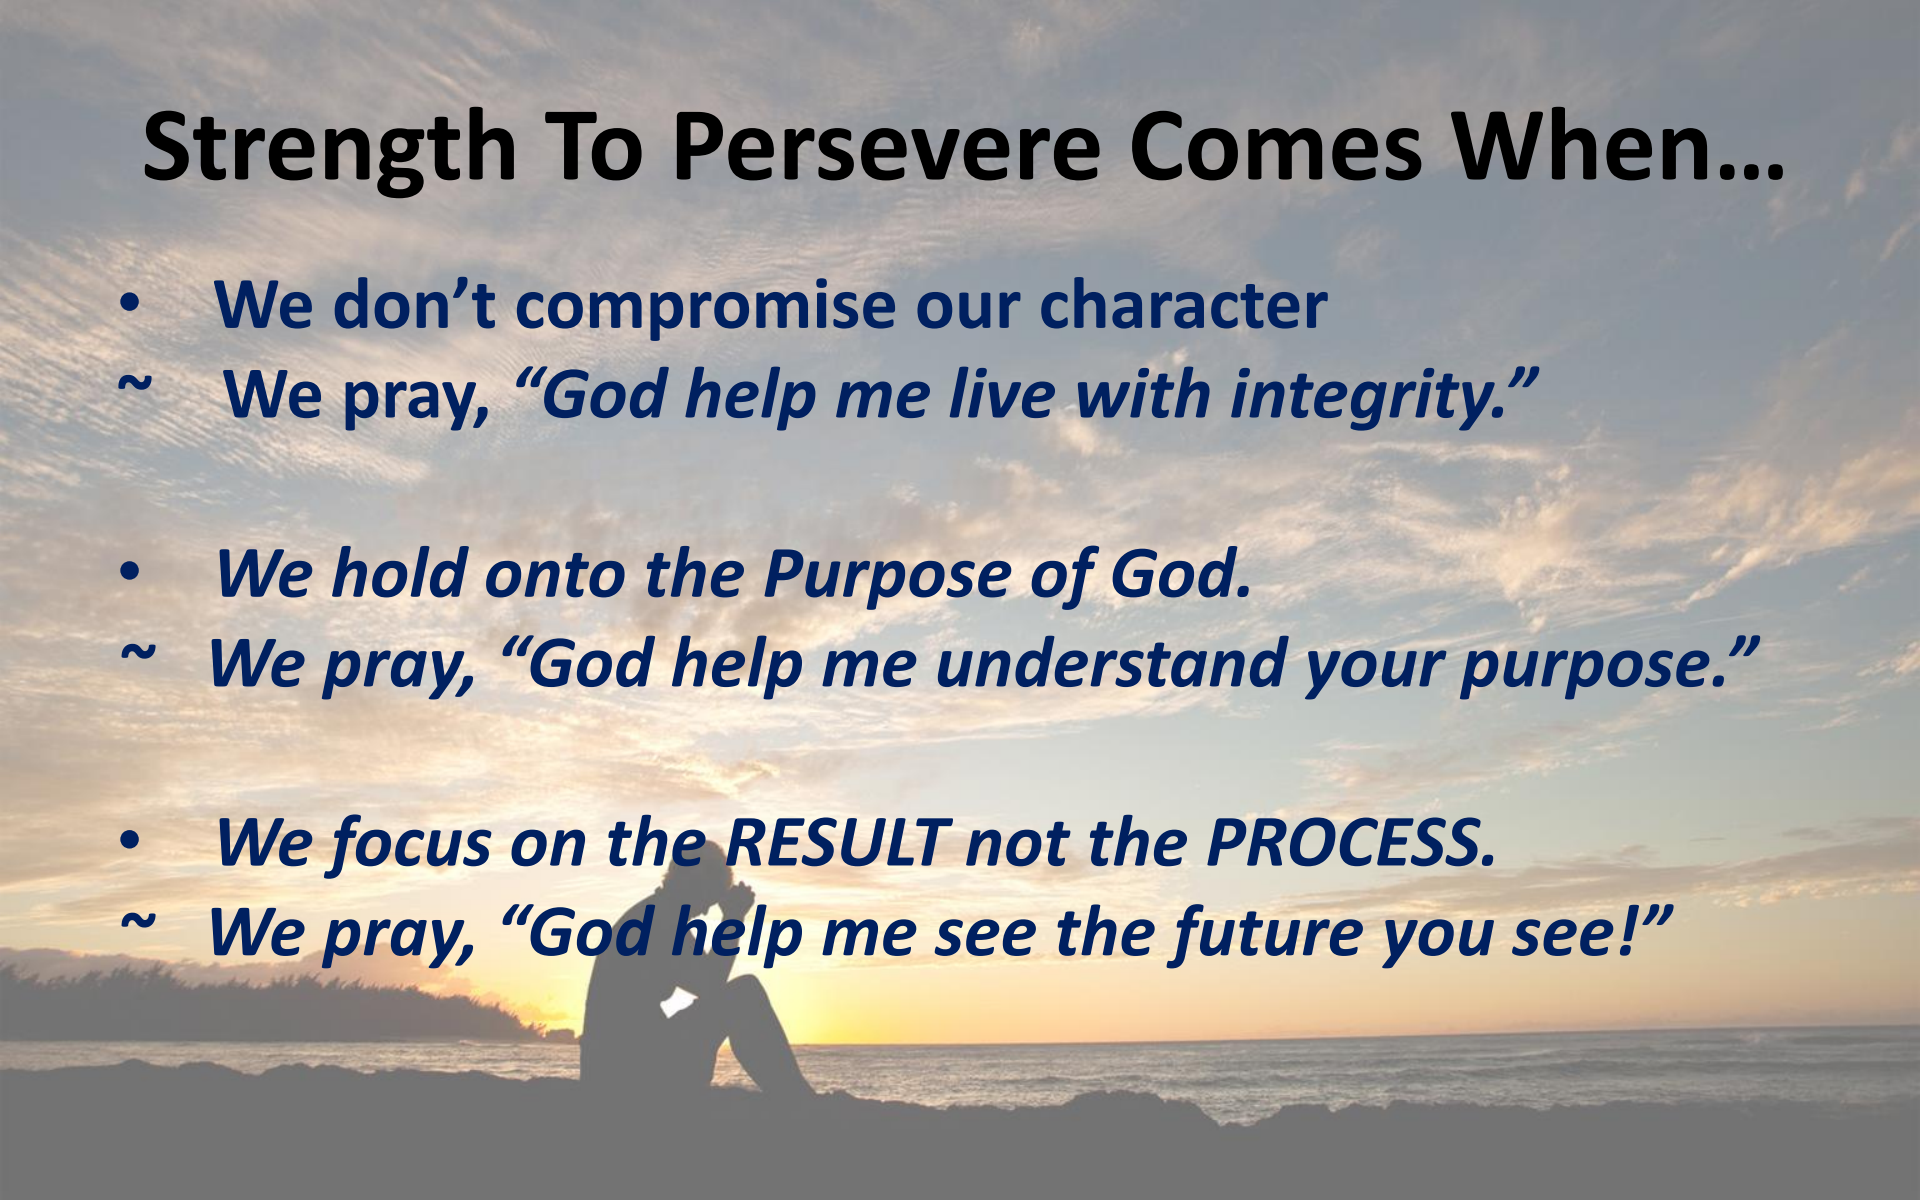 Strength To Persevere Comes When…
• We don’t compromise our character
~ We pray, “God help me live with integrity.”
• We hold onto the Purpose of God.
~ We pray, “God help me understand your purpose.”
• We focus on the RESULT not the PROCESS.
~ We pray, “God help me see the future you see!”